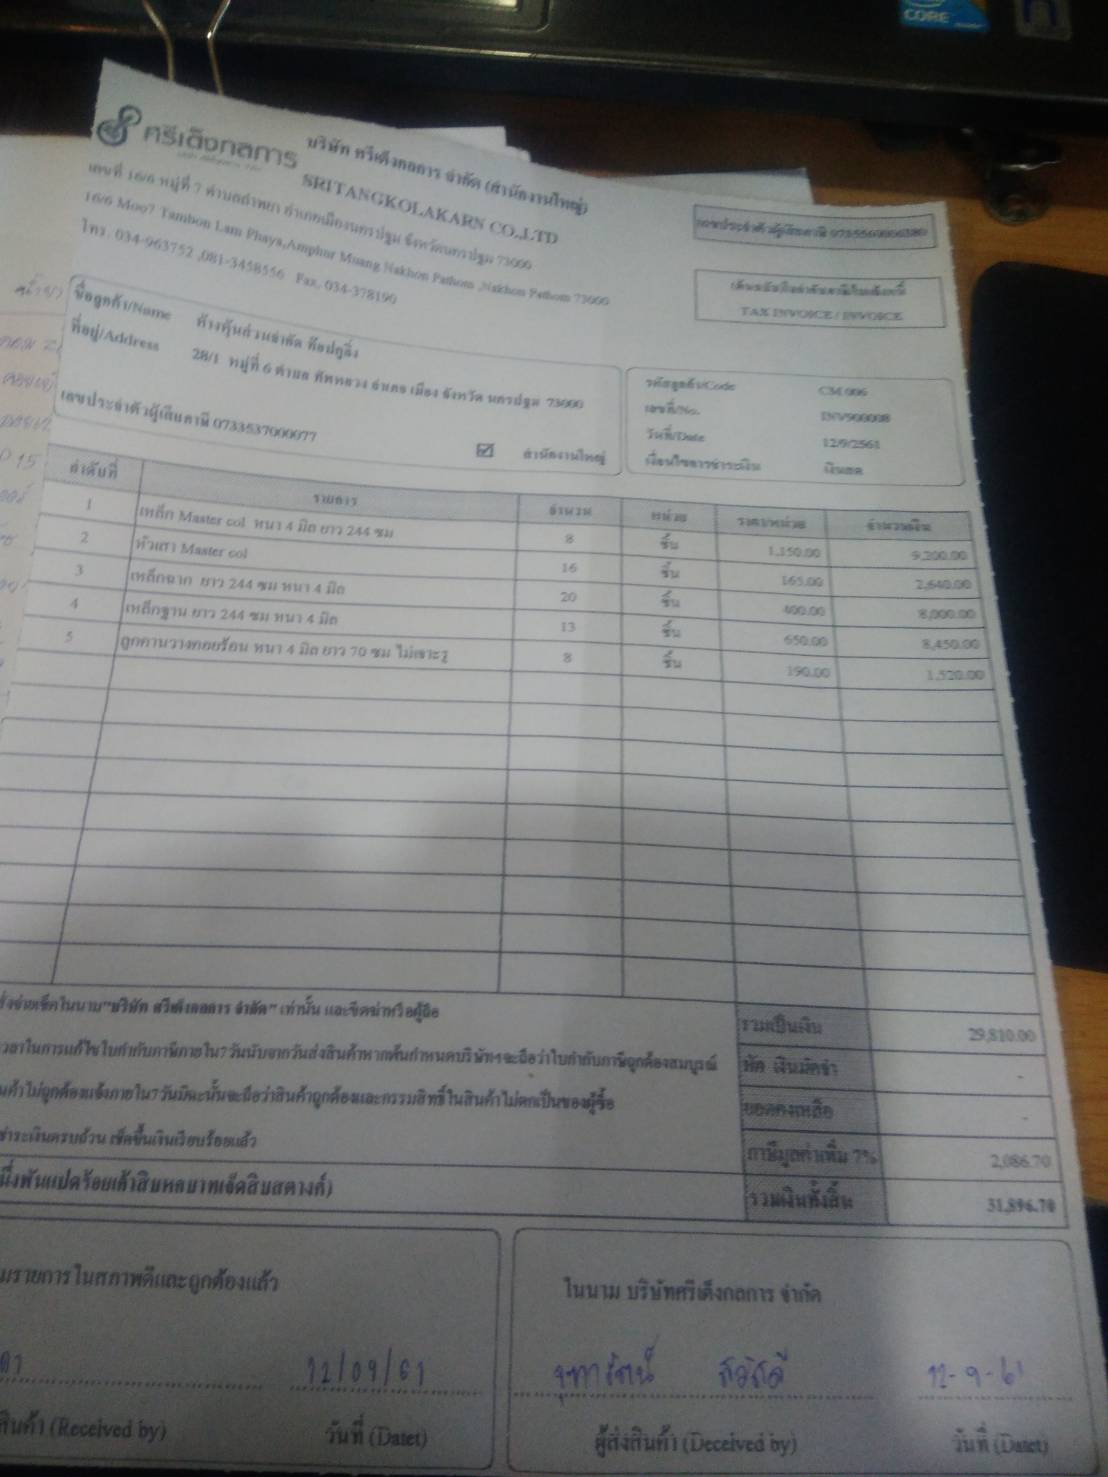 CORE
ศรีเต็งกลการ
บริษัท ศรีเต็งกลการ จำกัด (สำนักงานใหญ่)
SRITANGKOLAKARN CO.,LTD
เลขที่ 16/6 หมู่ที่ 7 ตำบลลำพยา อำเภอเมืองนครปฐม จังหวัดนครปฐม 73000
16/6 Moo7 Tambon Lam Phaya,Amphur Muang Nakhon Pathom ,Nakhon Pathom 73000
โทร. 034-963752 ,081-3458556 Fax. 034-378190
เลขประจำตัวผู้เสียภาษี
TAX INVOICE / INVOICE
ชื่อลูกค้า/Name ห้างหุ้นส่วนจำกัด ท๊อปคูลิ่ง
ที่อยู่/Address 28/1 หมู่ที่ 6 ตำบล ทัพหลวง อำเภอ เมือง จังหวัด นครปฐม 73000
เลขประจำตัวผู้เสียภาษี 0733537000077
☑ สำนักงานใหญ่
รหัสลูกค้า/Code CM 006
เลขที่/No. INV900008
วันที่/Date 12/9/2561
เงื่อนไขการชำระเงิน เงินสด
ลำดับที่ รายการ จำนวน หน่วย ราคา/หน่วย จำนวนเงิน
1 เหล็ก Master col หนา 4 มิล ยาว 244 ซม 8 ชิ้น 1,150.00 9,200.00
2 หัวเสา Master col 16 ชิ้น 165.00 2,640.00
3 เหล็กฉาก ยาว 244 ซม หนา 4 มิล 20 ชิ้น 400.00 8,000.00
4 เหล็กฐาน ยาว 244 ซม หนา 4 มิล 13 ชิ้น 650.00 8,450.00
5 ถูกคานวางคอยร้อน หนา 4 มิล ยาว 70 ซม ไม่เจาะรู 8 ชิ้น 190.00 1,520.00
สั่งจ่ายเช็คในนาม"บริษัท ศรีเต็งกลการ จำกัด" เท่านั้น และขีดฆ่าหรือผู้ถือ
รวมเป็นเงิน 29,810.00
เวลาในการแก้ไขใบกำกับภาษีภายใน7วันนับจากวันส่งสินค้าหากพ้นกำหนดบริษัทฯจะถือว่าใบกำกับภาษีถูกต้องสมบูรณ์
หัก เงินมัดจำ -
สินค้าไม่ถูกต้องแจ้งภายใน7วันมิฉะนั้นจะถือว่าสินค้าถูกต้องและกรรมสิทธิ์ในสินค้าไม่ตกเป็นของผู้ซื้อ
ยอดคงเหลือ -
ชำระเงินครบถ้วน เช็คขึ้นเงินเรียบร้อยแล้ว
ภาษีมูลค่าเพิ่ม 7% 2,086.70
นึ่งพันแปดร้อยเก้าสิบหกบาทเจ็ดสิบสตางค์)
รวมเงินทั้งสิ้น 31,896.70
รายการในสภาพดีและถูกต้องแล้ว
ในนาม บริษัทศรีเต็งกลการ จำกัด
12/09/61
จุฑารัตน์ สวัสดี 12-9-61
สินค้า (Received by) วันที่ (Datet)
ผู้ส่งสินค้า (Deceived by) วันที่ (Datet)